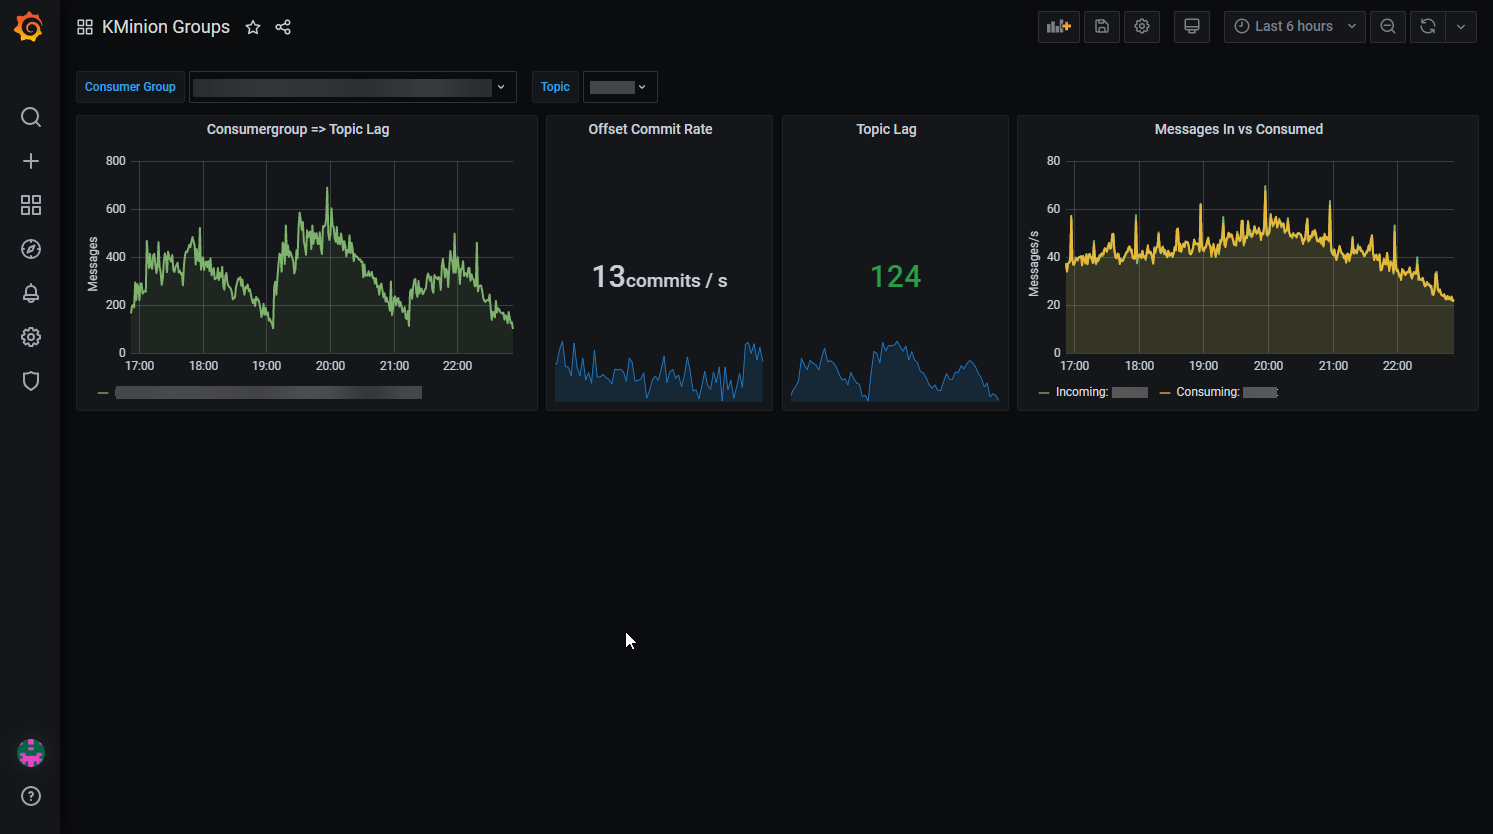 KMinion Groups
Last 6 hours
Consumer Group
Topic
Consumergroup => Topic Lag
Messages
800
600
400
200
0
17:00 18:00 19:00 20:00 21:00 22:00
Offset Commit Rate
13commits / s
Topic Lag
124
Messages In vs Consumed
Messages/s
80
60
40
20
0
17:00 18:00 19:00 20:00 21:00 22:00
Incoming: Consuming: